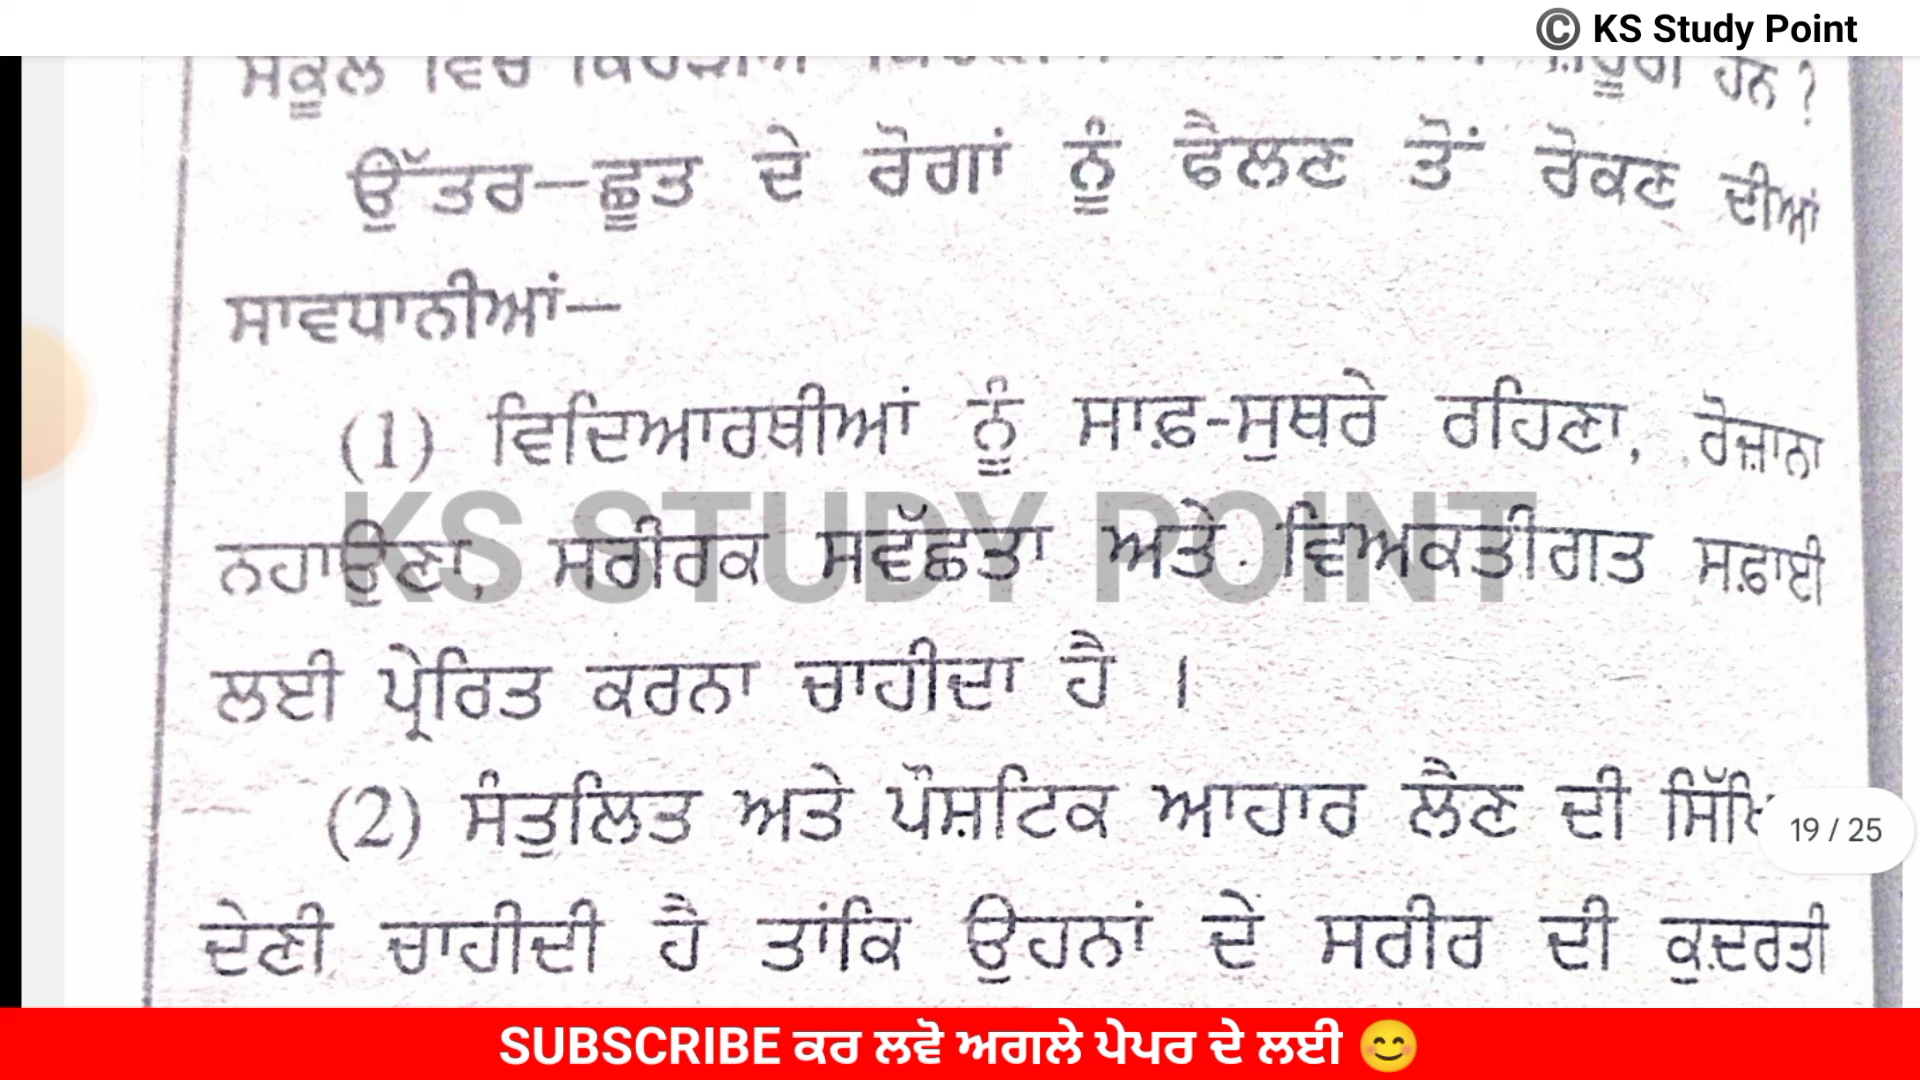 © KS Study Point
ਸਕੂਲ ਵਿਚ ਹਨ ?
ਉੱਤਰ—ਛੂਤ ਦੇ ਰੋਗਾਂ ਨੂੰ ਫੈਲਣ ਤੋਂ ਰੋਕਣ ਦੀਆਂ
ਸਾਵਧਾਨੀਆਂ—
(1) ਵਿਦਿਆਰਥੀਆਂ ਨੂੰ ਸਾਫ਼-ਸੁਥਰੇ ਰਹਿਣਾ, ਰੋਜ਼ਾਨਾ
KS STUDY POINT
ਨਹਾਉਣਾ, ਸਰੀਰਕ ਸਵੱਛਤਾ ਅਤੇ ਵਿਅਕਤੀਗਤ ਸਫ਼ਾਈ
ਲਈ ਪ੍ਰੇਰਿਤ ਕਰਨਾ ਚਾਹੀਦਾ ਹੈ ।
(2) ਸੰਤੁਲਿਤ ਅਤੇ ਪੌਸ਼ਟਿਕ ਆਹਾਰ ਲੈਣ ਦੀ
19 / 25
ਦੇਣੀ ਚਾਹੀਦੀ ਹੈ ਤਾਂਕਿ ਉਹਨਾਂ ਦੇ ਸਰੀਰ ਦੀ ਕੁਦਰਤੀ
SUBSCRIBE ਕਰ ਲਵੋ ਅਗਲੇ ਪੇਪਰ ਦੇ ਲਈ 😊